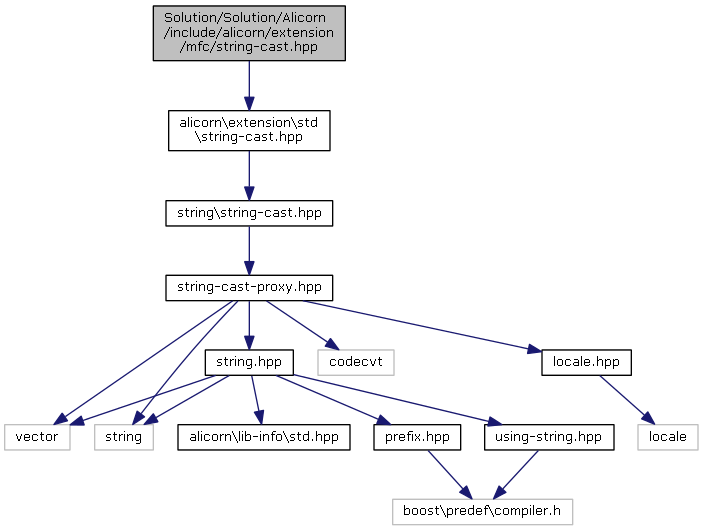 Solution/Solution/Alicorn
/include/alicorn/extension
/mfc/string-cast.hpp
alicorn\extension\std
\string-cast.hpp
string\string-cast.hpp
string-cast-proxy.hpp
string.hpp
codecvt
locale.hpp
vector
string
alicorn\lib-info\std.hpp
prefix.hpp
using-string.hpp
locale
boost\predef\compiler.h